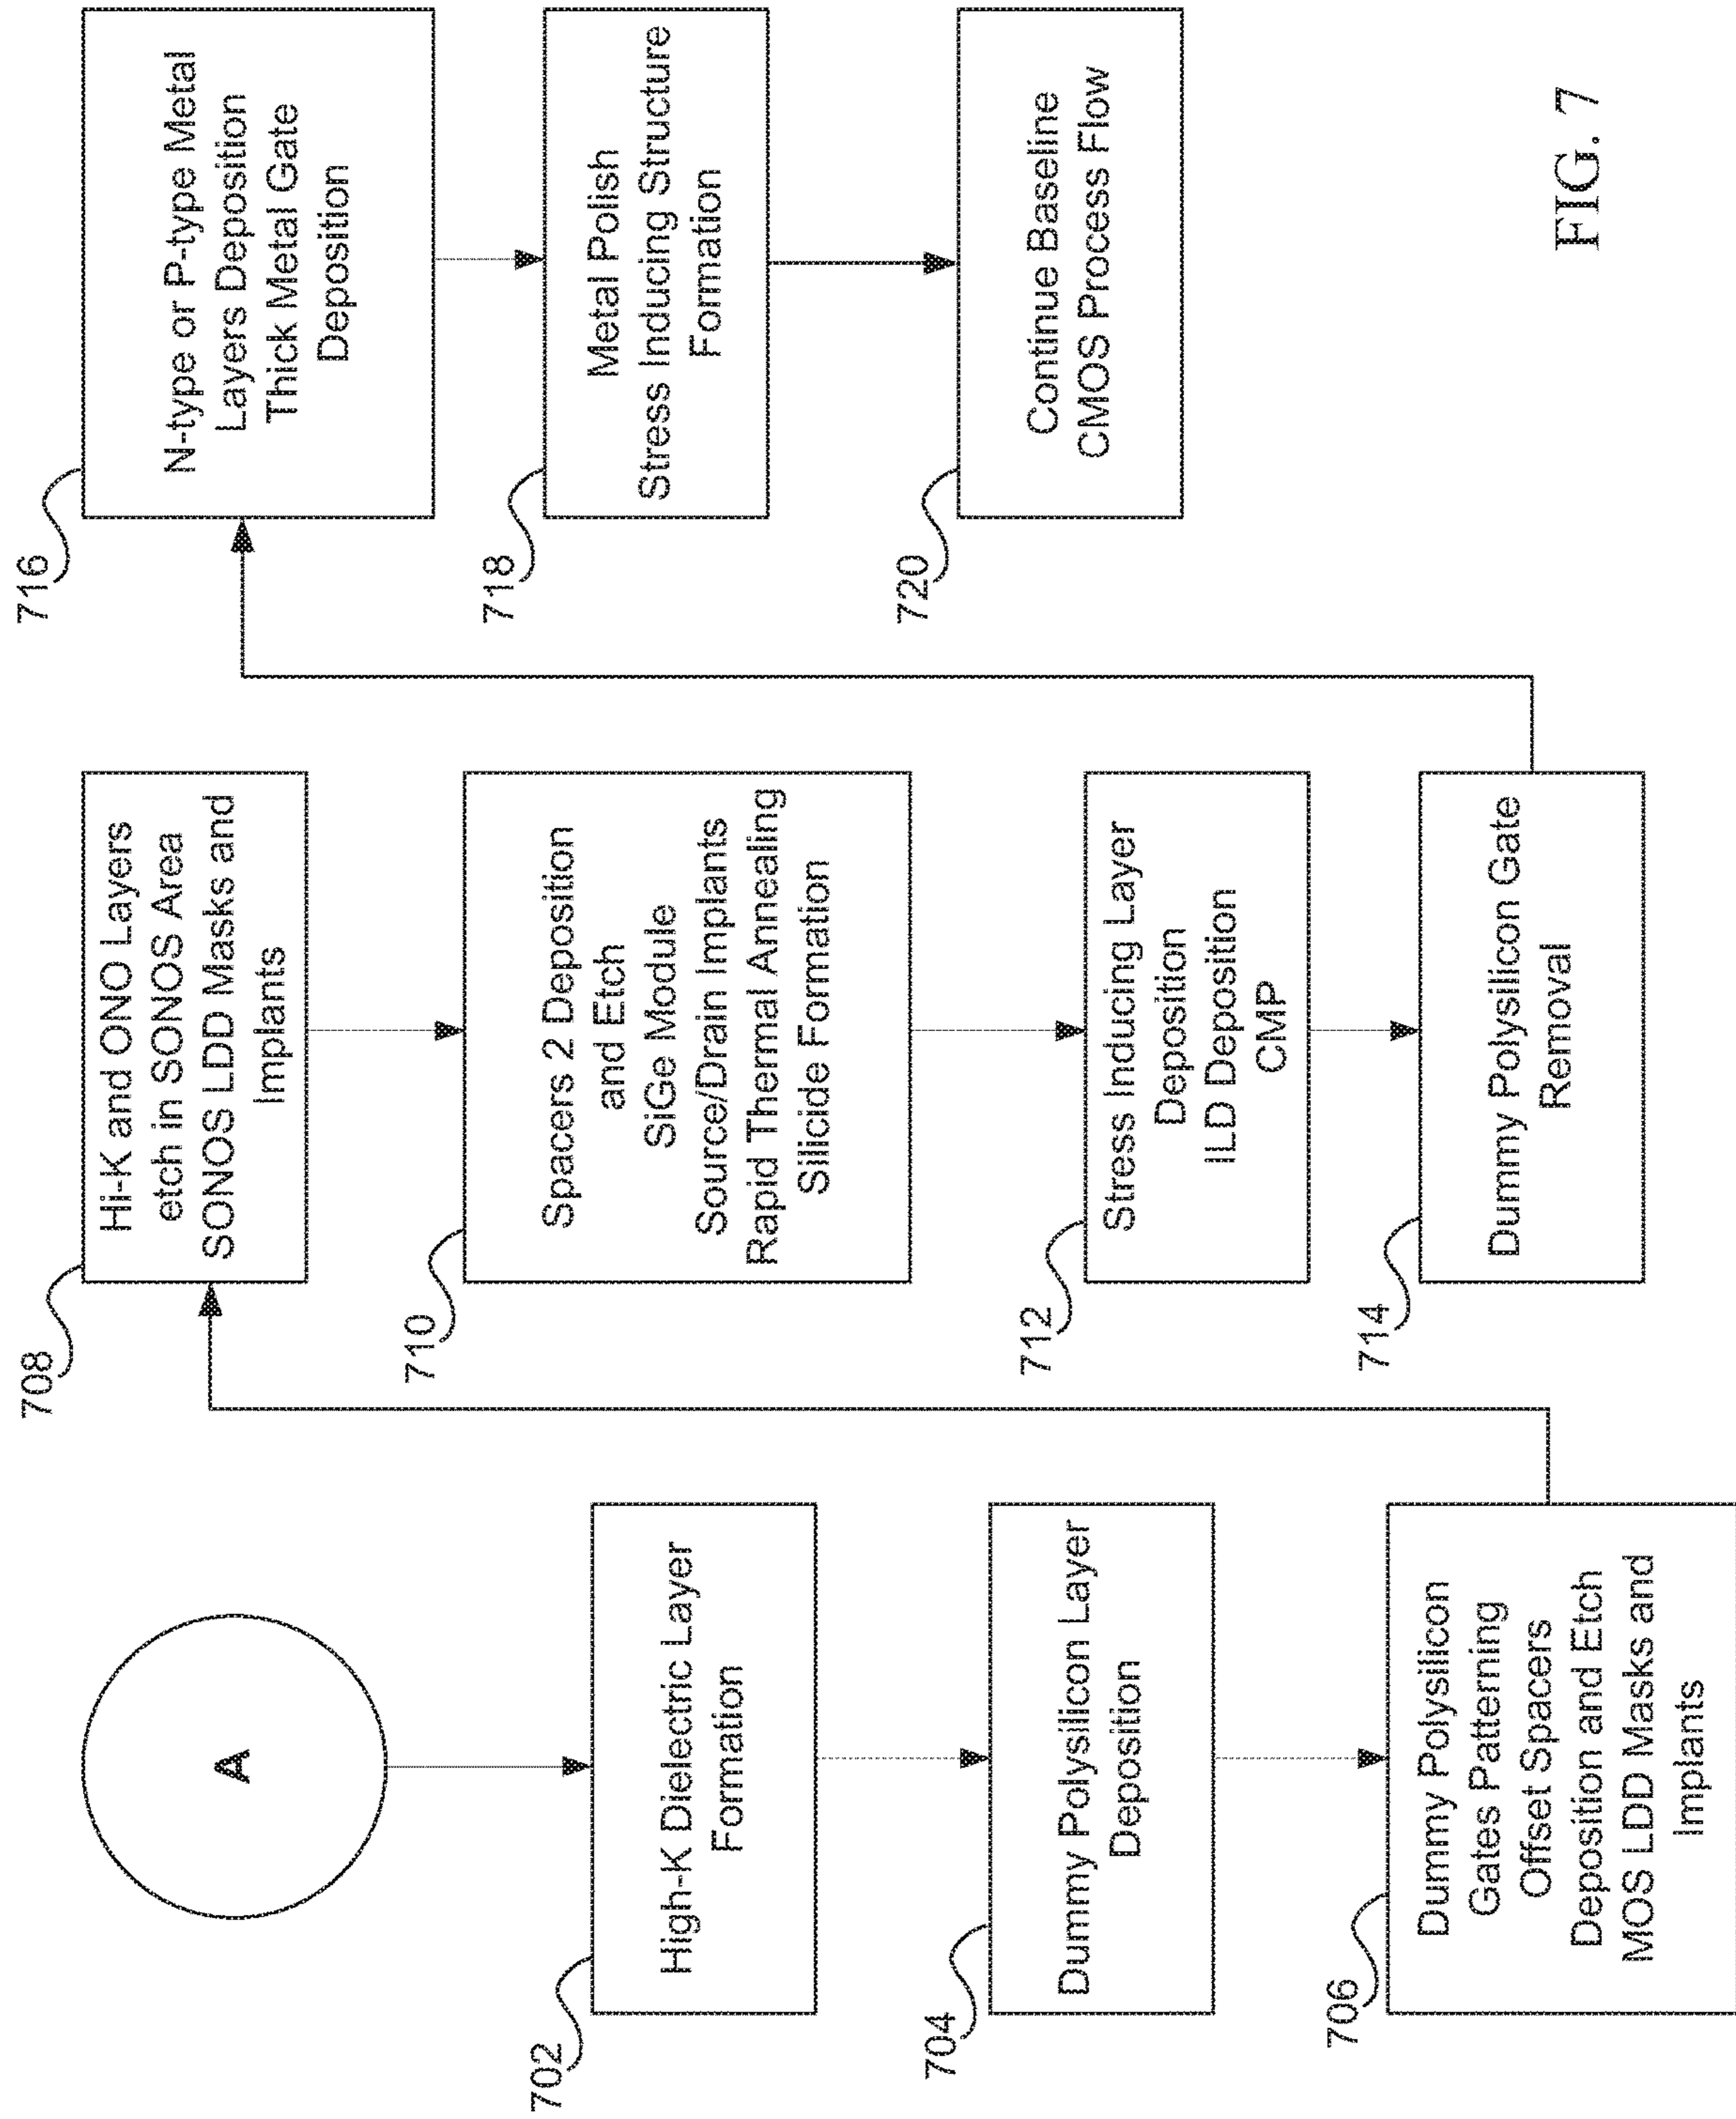 A
702
High-K Dielectric Layer
Formation
704
Dummy Polysilicon Layer
Deposition
706
Dummy Polysilicon
Gates Patterning
Offset Spacers
Deposition and Etch
MOS LDD Masks and
Implants
708
Hi-K and ONO Layers
etch in SONOS Area
SONOS LDD Masks and
Implants
710
Spacers 2 Deposition
and Etch
SiGe Module
Source/Drain Implants
Rapid Thermal Annealing
Silicide Formation
712
Stress Inducing Layer
Deposition
ILD Deposition
CMP
714
Dummy Polysilicon Gate
Removal
716
N-type or P-type Metal
Layers Deposition
Thick Metal Gate
Deposition
718
Metal Polish
Stress Inducing Structure
Formation
720
Continue Baseline
CMOS Process Flow
FIG. 7